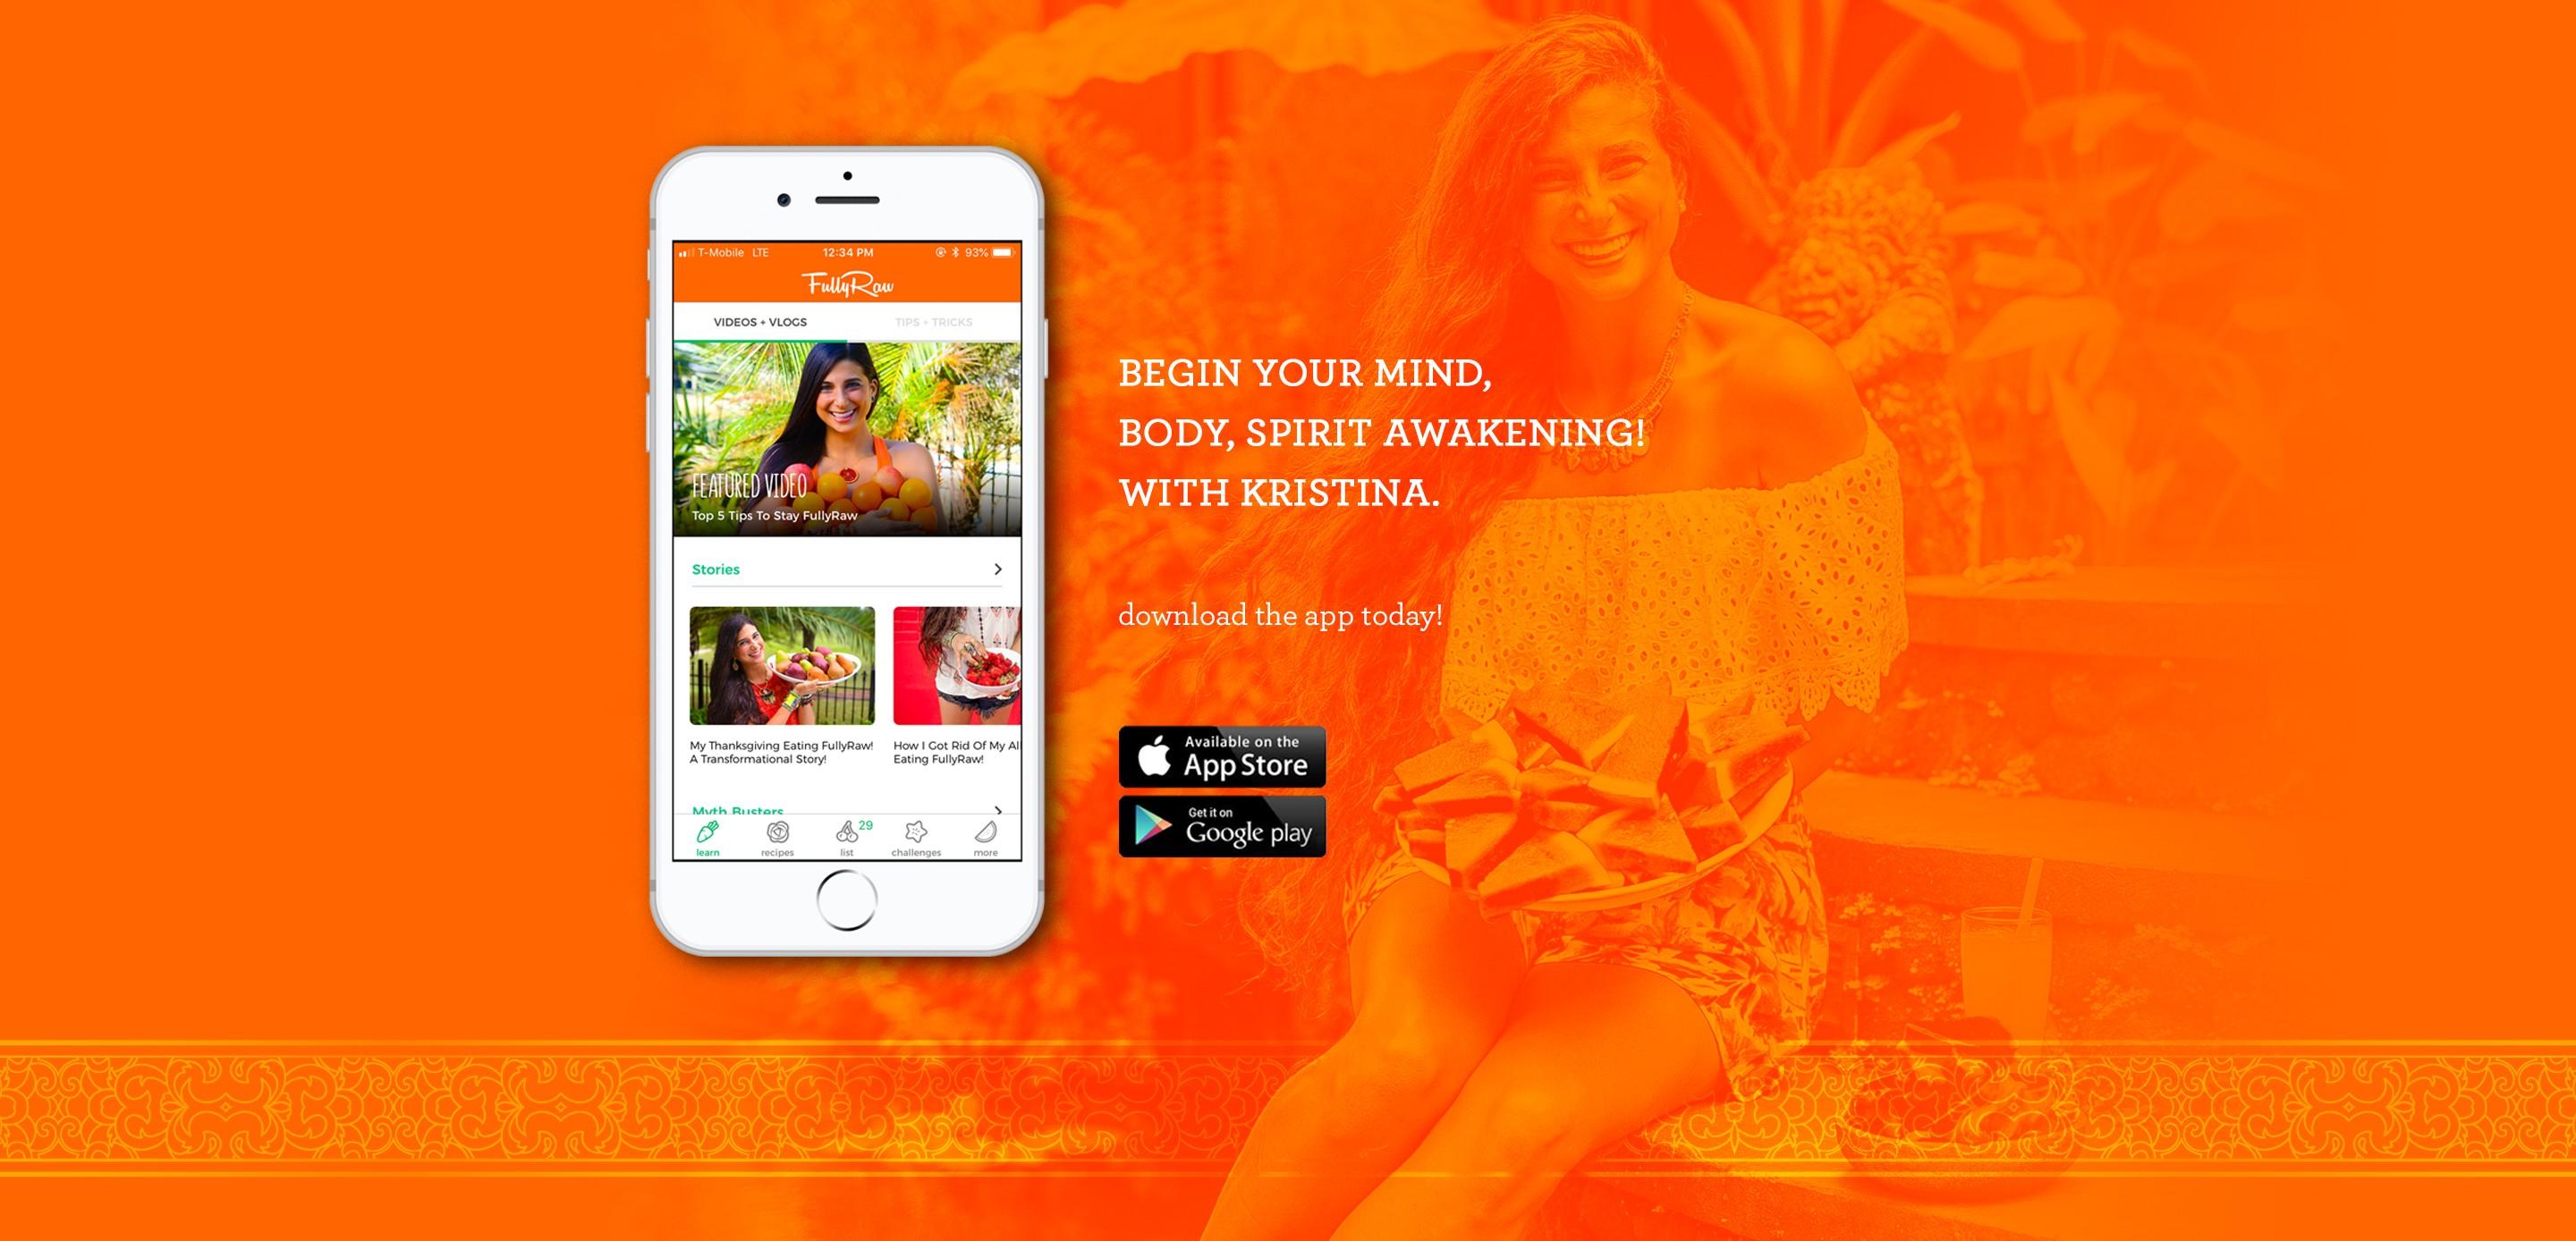 T-Mobile LTE 12:34 PM 93%
FullyRaw
VIDEOS + VLOGS TIPS + TRICKS
FEATURED VIDEO
Top 5 Tips To Stay FullyRaw
Stories
My Thanksgiving Eating FullyRaw!
A Transformational Story!
How I Got Rid Of My
Eating FullyRaw!
Myth Busters
29
learn recipes list challenges more
BEGIN YOUR MIND,
BODY, SPIRIT AWAKENING!
WITH KRISTINA.
download the app today!
Available on the
App Store
Get it on
Google play